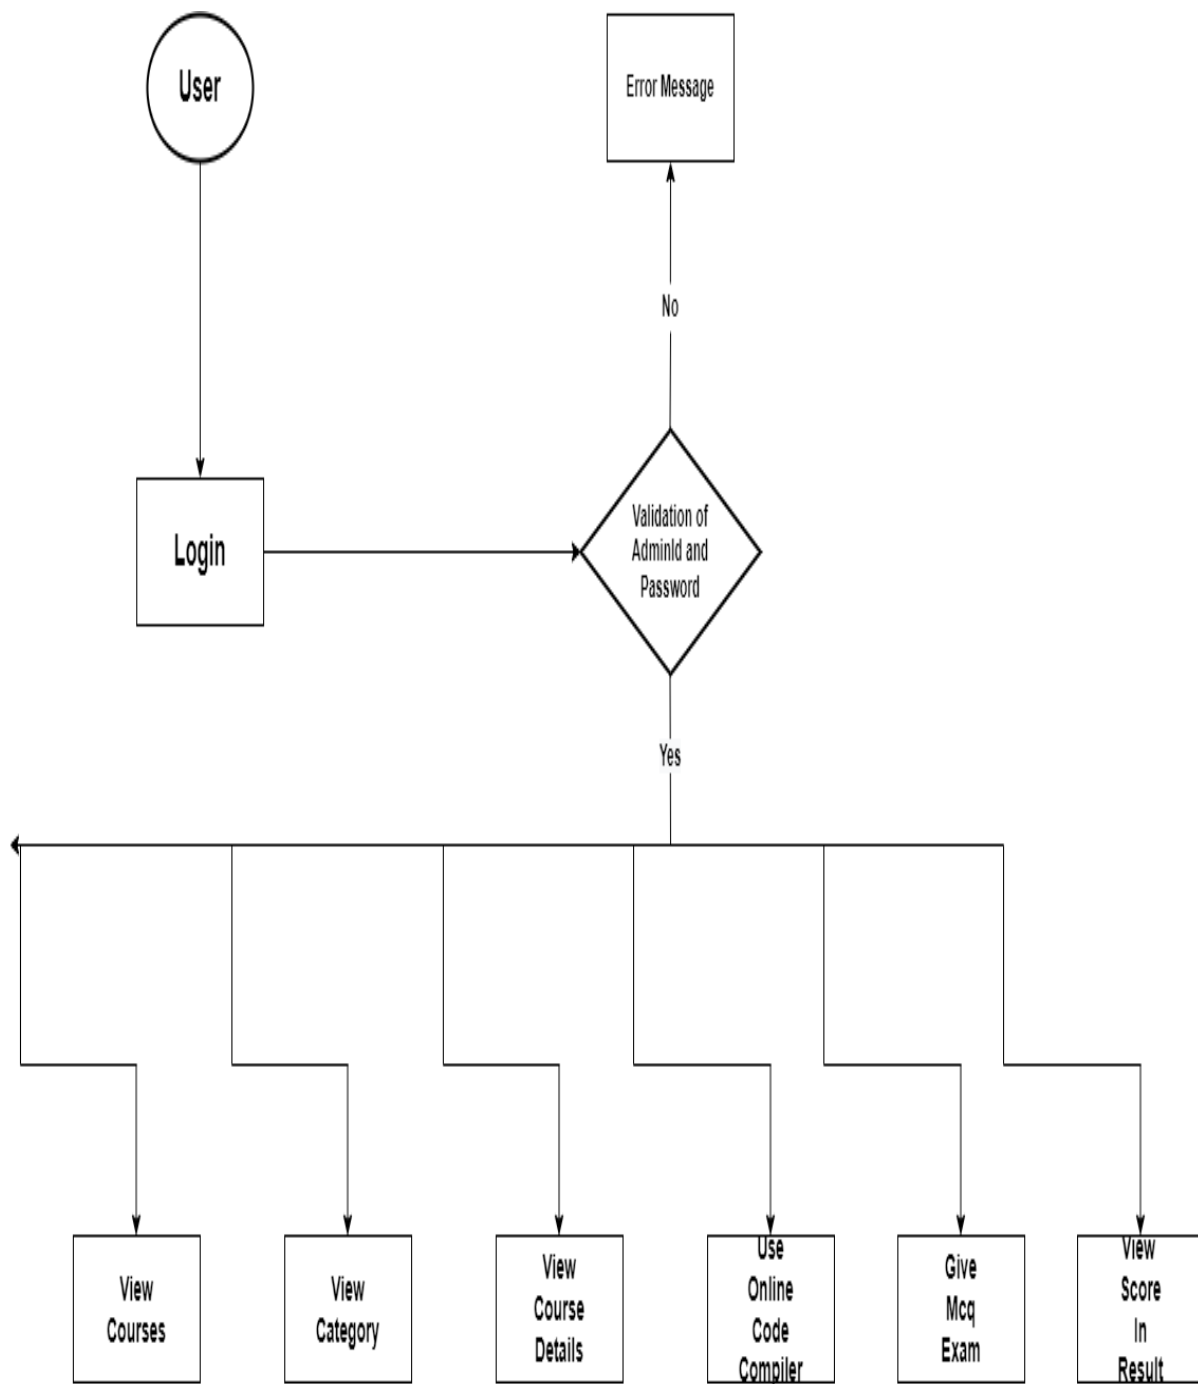 User
Error Message
No
Login
Validation of
AdminId and
Password
Yes
View
Courses
View
Category
View
Course
Details
Use
Online
Code
Compiler
Give
Mcq
Exam
View
Score
In
Result